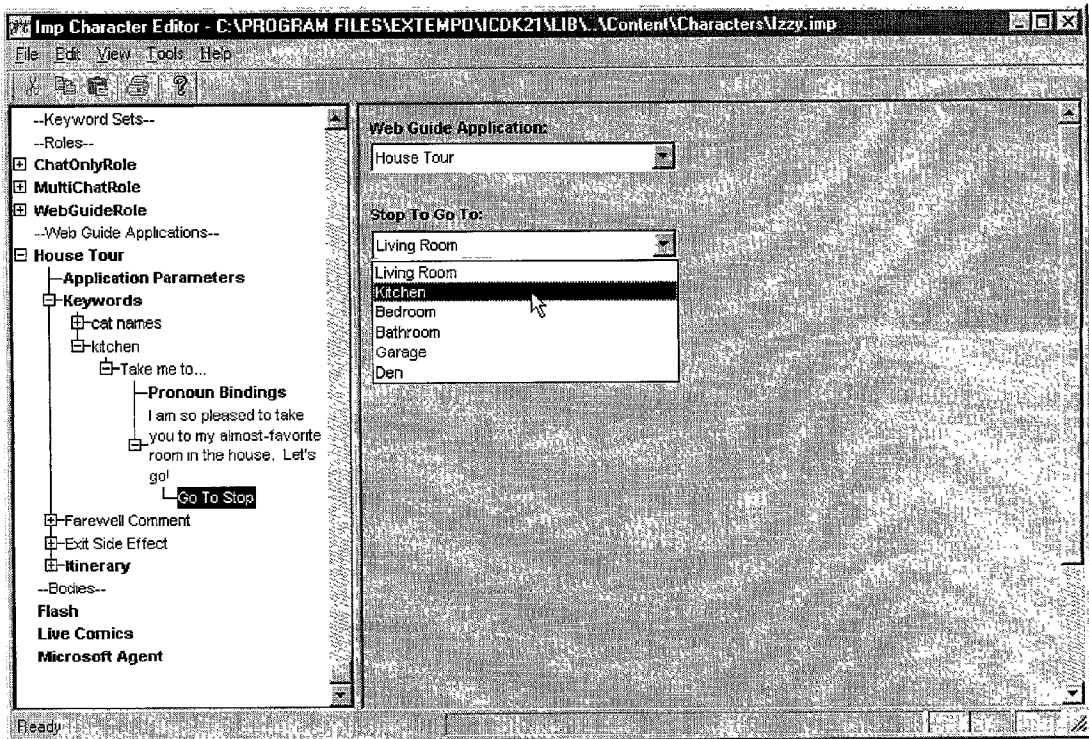 Imp Character Editor - C:\PROGRAM FILES\EXTEMPO\ICDK21\LIB\..\Content\Characters\Izzy.imp
File Edit View Tools Help
--Keyword Sets--
--Roles--
ChatOnlyRole
MultiChatRole
WebGuideRole
--Web Guide Applications--
House Tour
Application Parameters
Keywords
cat names
kitchen
Take me to...
Pronoun Bindings
I am so pleased to take
you to my almost-favorite
room in the house. Let's
go!
Go To Stop
Farewell Comment
Exit Side Effect
Itinerary
--Bodies--
Flash
Live Comics
Microsoft Agent
Web Guide Application:
House Tour
Stop To Go To:
Living Room
Living Room
Kitchen
Bedroom
Bathroom
Garage
Den
Ready